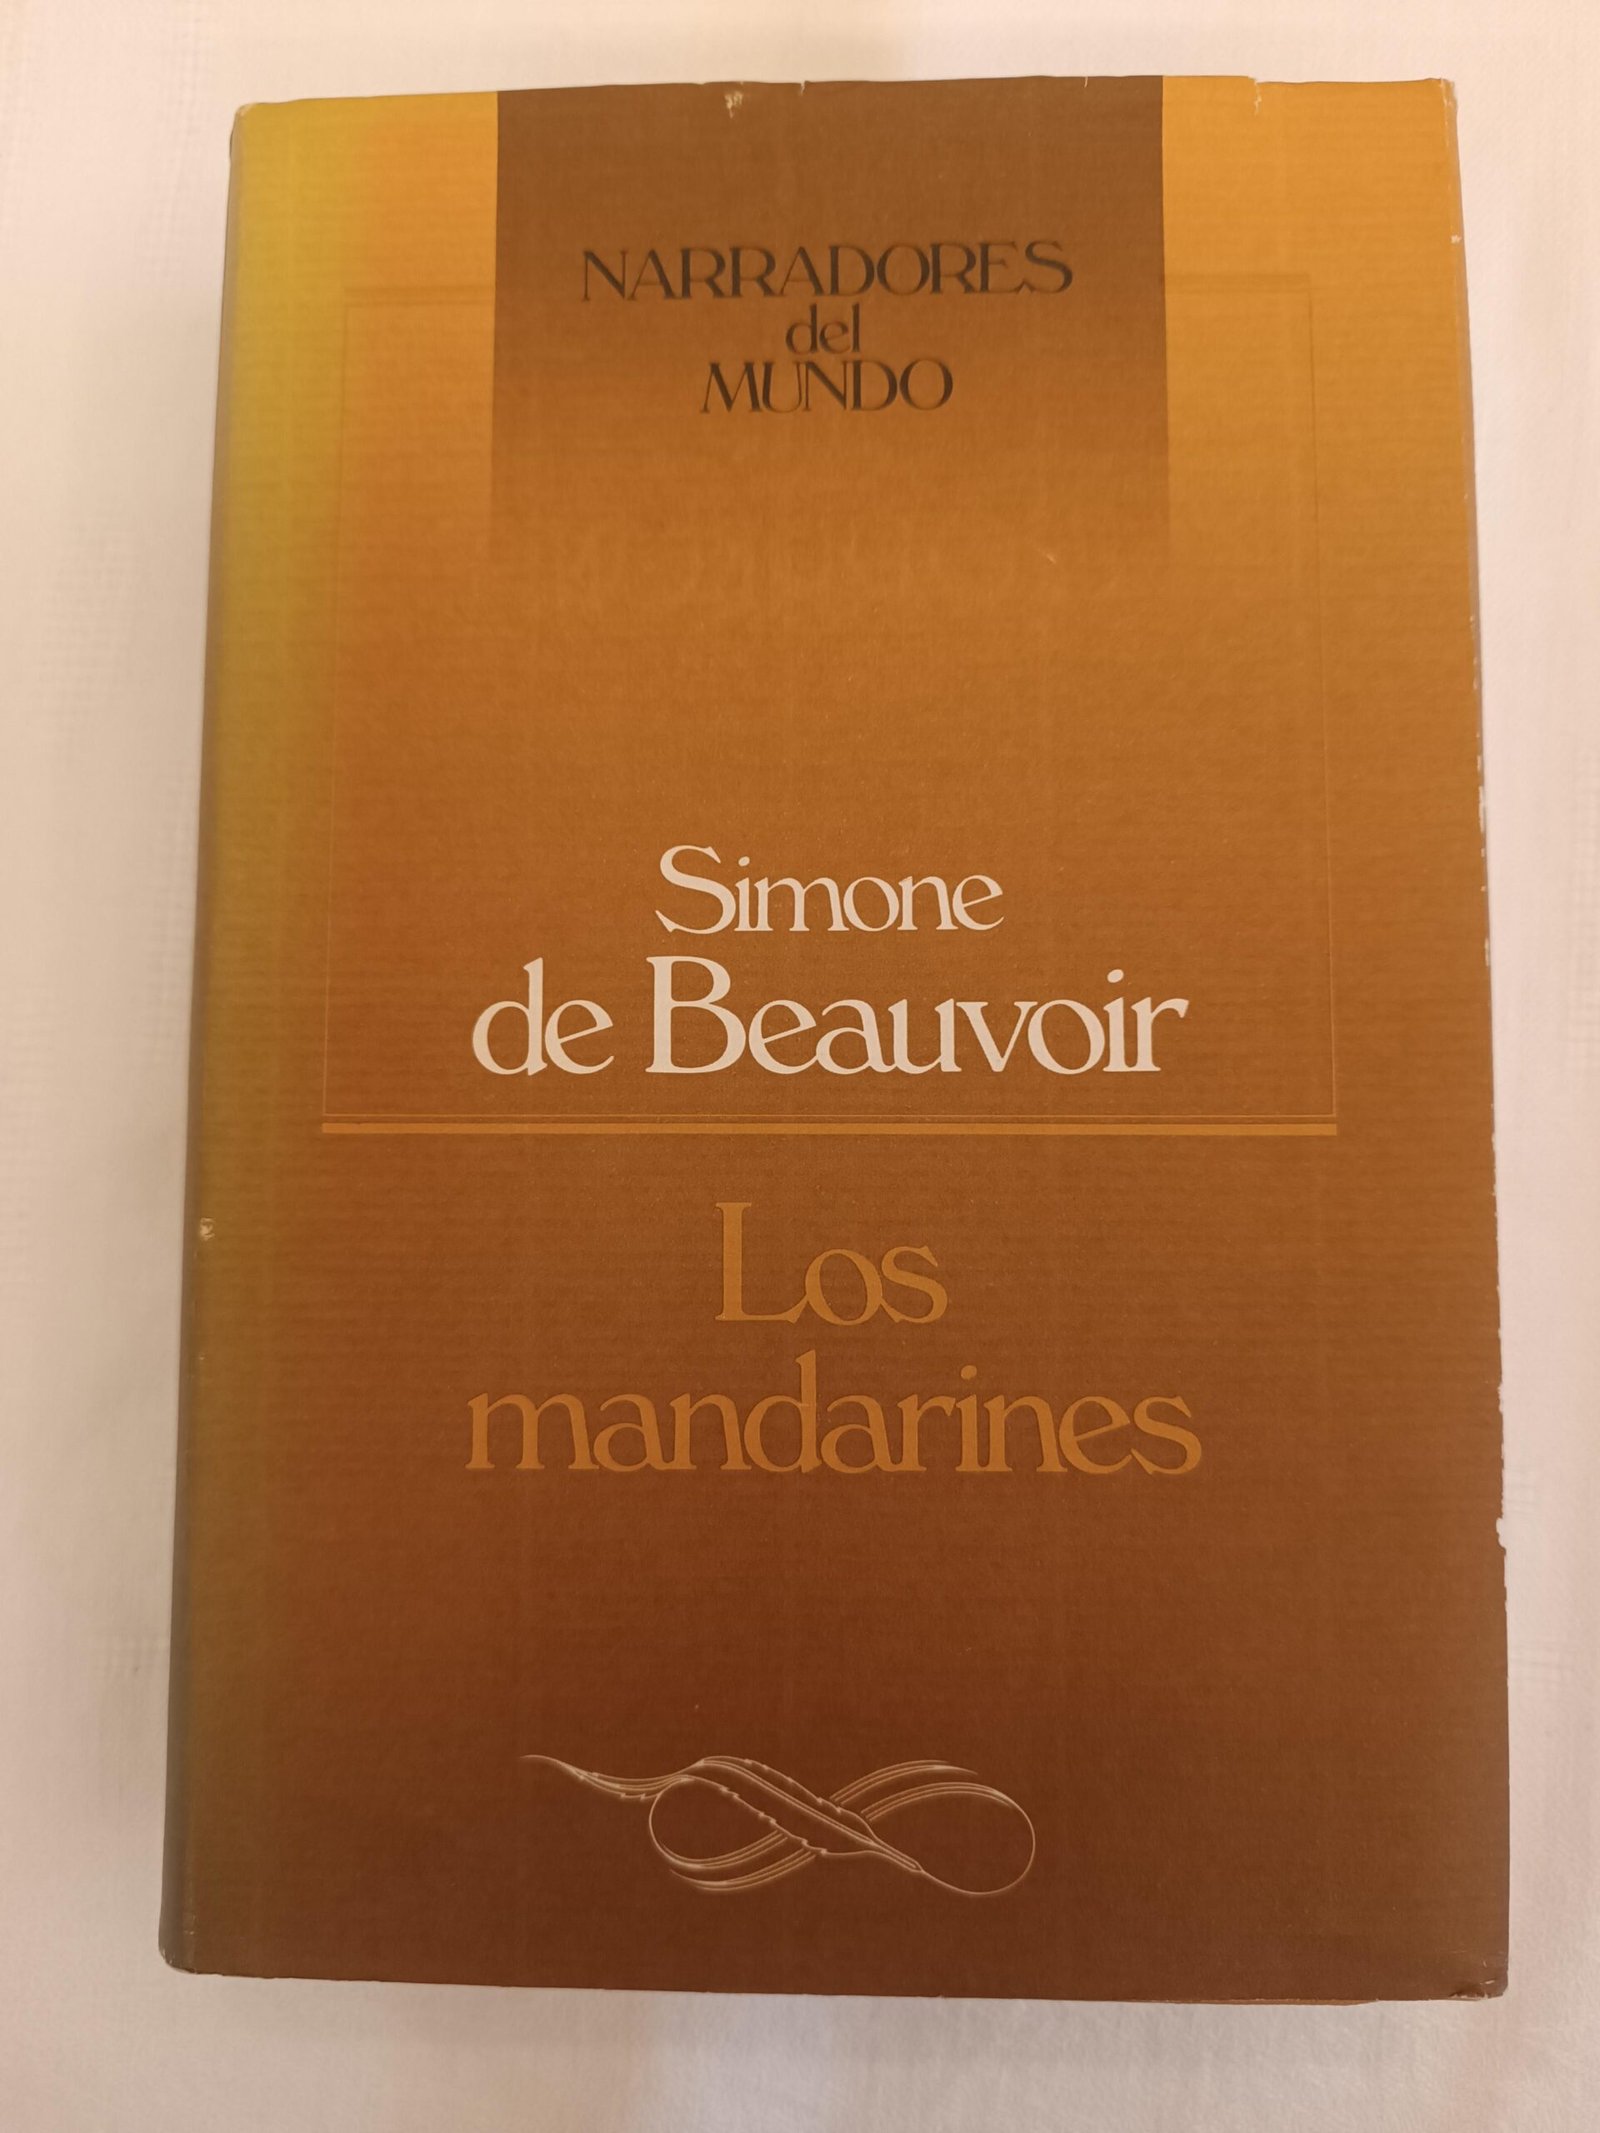 NARRADORES
del
MUNDO
Simone
de Beauvoir
Los
mandarines